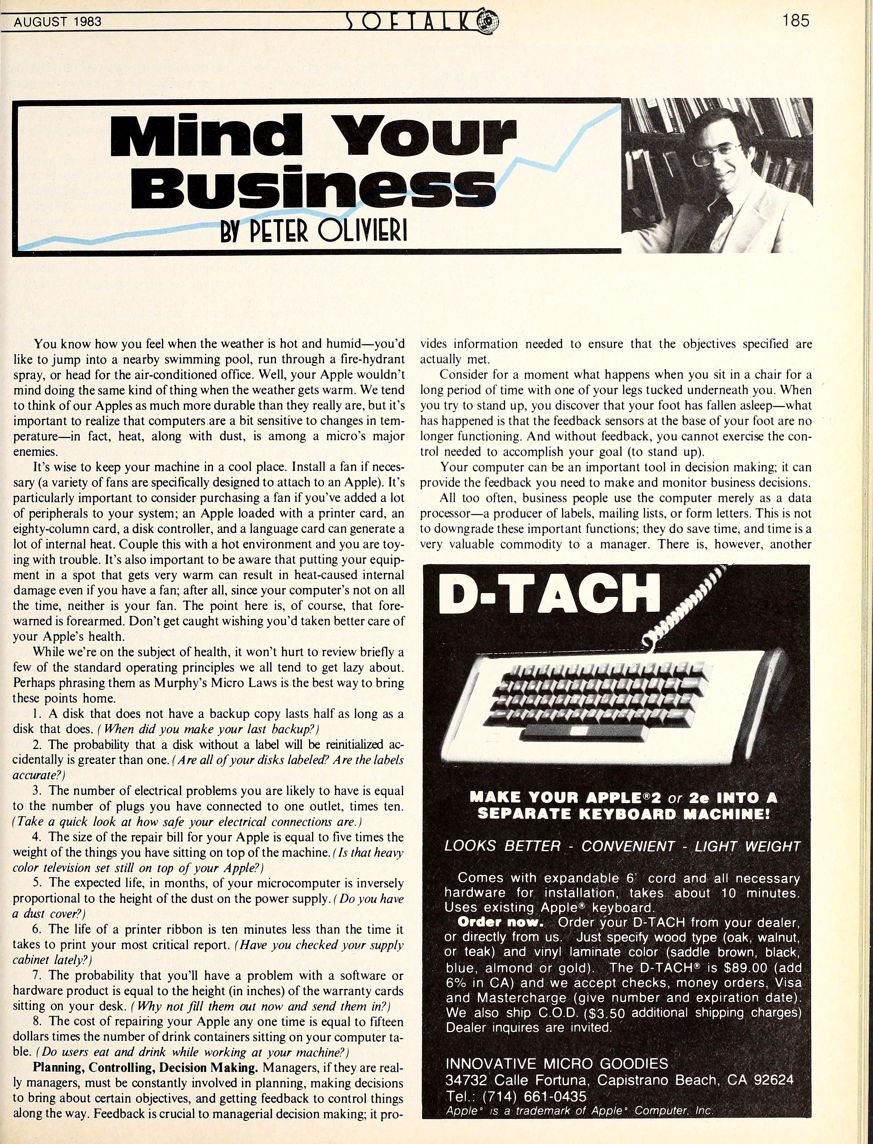 AUGUST 1983
SOFTALK
185
Mind Your
Business
BY PETER OLIVIERI
You know how you feel when the weather is hot and humid—you'd
like to jump into a nearby swimming pool, run through a fire-hydrant
spray, or head for the air-conditioned office. Well, your Apple wouldn't
mind doing the same kind of thing when the weather gets warm. We tend
to think of our Apples as much more durable than they really are, but it's
important to realize that computers are a bit sensitive to changes in tem-
perature—in fact, heat, along with dust, is among a micro's major
enemies.
It's wise to keep your machine in a cool place. Install a fan if neces-
sary (a variety of fans are specifically designed to attach to an Apple). It's
particularly important to consider purchasing a fan if you've added a lot
of peripherals to your system; an Apple loaded with a printer card, an
eighty-column card, a disk controller, and a language card can generate a
lot of internal heat. Couple this with a hot environment and you are toy-
ing with trouble. It's also important to be aware that putting your equip-
ment in a spot that gets very warm can result in heat-caused internal
damage even if you have a fan; after all, since your computer's not on all
the time, neither is your fan. The point here is, of course, that fore-
warned is forearmed. Don't get caught wishing you'd taken better care of
your Apple's health.
While we're on the subject of health, it won't hurt to review briefly a
few of the standard operating principles we all tend to get lazy about.
Perhaps phrasing them as Murphy's Micro Laws is the best way to bring
these points home.
1. A disk that does not have a backup copy lasts half as long as a
disk that does. (When did you make your last backup?)
2. The probability that a disk without a label will be reinitialized ac-
cidentally is greater than one. (Are all of your disks labeled? Are the labels
accurate?)
3. The number of electrical problems you are likely to have is equal
to the number of plugs you have connected to one outlet, times ten.
(Take a quick look at how safe your electrical connections are.)
4. The size of the repair bill for your Apple is equal to five times the
weight of the things you have sitting on top of the machine. (Is that heavy
color television set still on top of your Apple?)
5. The expected life, in months, of your microcomputer is inversely
proportional to the height of the dust on the power supply. (Do you have
a dust cover?)
6. The life of a printer ribbon is ten minutes less than the time it
takes to print your most critical report. (Have you checked your supply
cabinet lately?)
7. The probability that you'll have a problem with a software or
hardware product is equal to the height (in inches) of the warranty cards
sitting on your desk. (Why not fill them out now and send them in?)
8. The cost of repairing your Apple any one time is equal to fifteen
dollars times the number of drink containers sitting on your computer ta-
ble. (Do users eat and drink while working at your machine?)
Planning, Controlling, Decision Making. Managers, if they are real-
ly managers, must be constantly involved in planning, making decisions
to bring about certain objectives, and getting feedback to control things
along the way. Feedback is crucial to managerial decision making; it pro-
vides information needed to ensure that the objectives specified are
actually met.
Consider for a moment what happens when you sit in a chair for a
long period of time with one of your legs tucked underneath you. When
you try to stand up, you discover that your foot has fallen asleep—what
has happened is that the feedback sensors at the base of your foot are no
longer functioning. And without feedback, you cannot exercise the con-
trol needed to accomplish your goal (to stand up).
Your computer can be an important tool in decision making; it can
provide the feedback you need to make and monitor business decisions.
All too often, business people use the computer merely as a data
processor—a producer of labels, mailing lists, or form letters. This is not
to downgrade these important functions; they do save time, and time is a
very valuable commodity to a manager. There is, however, another
D-TACH
MAKE YOUR APPLE®2 or 2e INTO A
SEPARATE KEYBOARD MACHINE!
LOOKS BETTER - CONVENIENT - LIGHT WEIGHT
Comes with expandable 6' cord and all necessary
hardware for installation, takes about 10 minutes.
Uses existing Apple® keyboard.
Order now. Order your D-TACH from your dealer,
or directly from us. Just specify wood type (oak, walnut,
or teak) and vinyl laminate color (saddle brown, black,
blue, almond or gold). The D-TACH® is $89.00 (add
6% in CA) and we accept checks, money orders, Visa
and Mastercharge (give number and expiration date).
We also ship C.O.D. ($3.50 additional shipping charges)
Dealer inquires are invited.
INNOVATIVE MICRO GOODIES
34732 Calle Fortuna, Capistrano Beach, CA 92624
Tel.: (714) 661-0435
Apple® is a trademark of Apple® Computer, Inc.